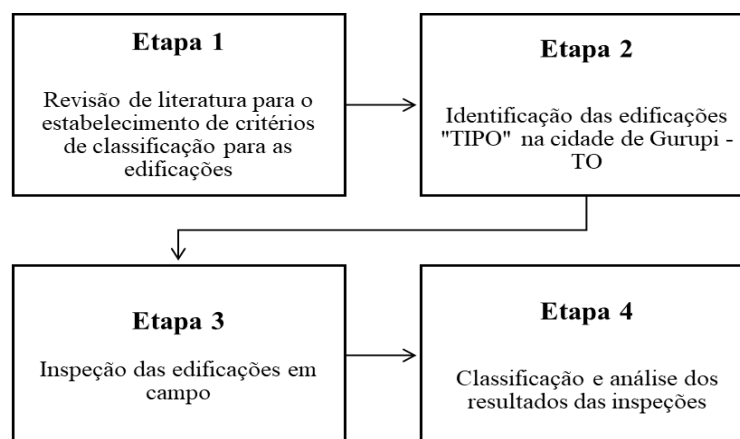 Etapa 1
Revisão de literatura para o
estabelecimento de critérios
de classificação para as
edificações
Etapa 2
Identificação das edificações
"TIPO" na cidade de Gurupi -
TO
Etapa 3
Inspeção das edificações em
campo
Etapa 4
Classificação e análise dos
resultados das inspeções